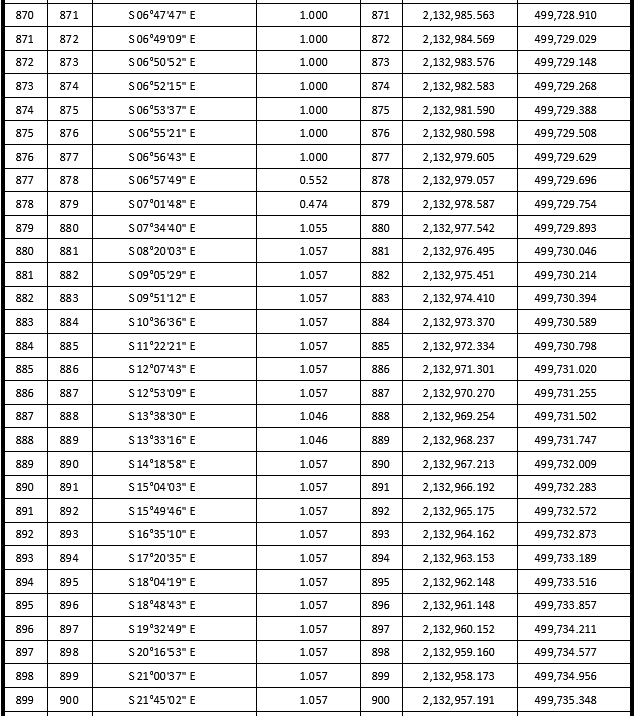 870 871 S 06°47'47" E 1.000 871 2,132,985.563 499,728.910
871 872 S 06°49'09" E 1.000 872 2,132,984.569 499,729.029
872 873 S 06°50'52" E 1.000 873 2,132,983.576 499,729.148
873 874 S 06°52'15" E 1.000 874 2,132,982.583 499,729.268
874 875 S 06°53'37" E 1.000 875 2,132,981.590 499,729.388
875 876 S 06°55'21" E 1.000 876 2,132,980.598 499,729.508
876 877 S 06°56'43" E 1.000 877 2,132,979.605 499,729.629
877 878 S 06°57'49" E 0.552 878 2,132,979.057 499,729.696
878 879 S 07°01'48" E 0.474 879 2,132,978.587 499,729.754
879 880 S 07°34'40" E 1.055 880 2,132,977.542 499,729.893
880 881 S 08°20'03" E 1.057 881 2,132,976.495 499,730.046
881 882 S 09°05'29" E 1.057 882 2,132,975.451 499,730.214
882 883 S 09°51'12" E 1.057 883 2,132,974.410 499,730.394
883 884 S 10°36'36" E 1.057 884 2,132,973.370 499,730.589
884 885 S 11°22'21" E 1.057 885 2,132,972.334 499,730.798
885 886 S 12°07'43" E 1.057 886 2,132,971.301 499,731.020
886 887 S 12°53'09" E 1.057 887 2,132,970.270 499,731.255
887 888 S 13°38'30" E 1.046 888 2,132,969.254 499,731.502
888 889 S 13°33'16" E 1.046 889 2,132,968.237 499,731.747
889 890 S 14°18'58" E 1.057 890 2,132,967.213 499,732.009
890 891 S 15°04'03" E 1.057 891 2,132,966.192 499,732.283
891 892 S 15°49'46" E 1.057 892 2,132,965.175 499,732.572
892 893 S 16°35'10" E 1.057 893 2,132,964.162 499,732.873
893 894 S 17°20'35" E 1.057 894 2,132,963.153 499,733.189
894 895 S 18°04'19" E 1.057 895 2,132,962.148 499,733.516
895 896 S 18°48'43" E 1.057 896 2,132,961.148 499,733.857
896 897 S 19°32'49" E 1.057 897 2,132,960.152 499,734.211
897 898 S 20°16'53" E 1.057 898 2,132,959.160 499,734.577
898 899 S 21°00'37" E 1.057 899 2,132,958.173 499,734.956
899 900 S 21°45'02" E 1.057 900 2,132,957.191 499,735.348